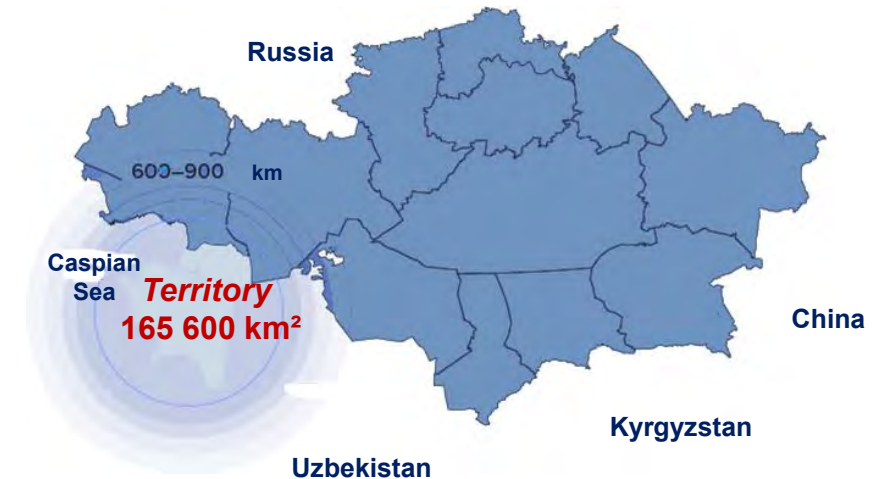 Russia
600–900 km
Caspian
Sea
Territory
165 600 km²
China
Kyrgyzstan
Uzbekistan